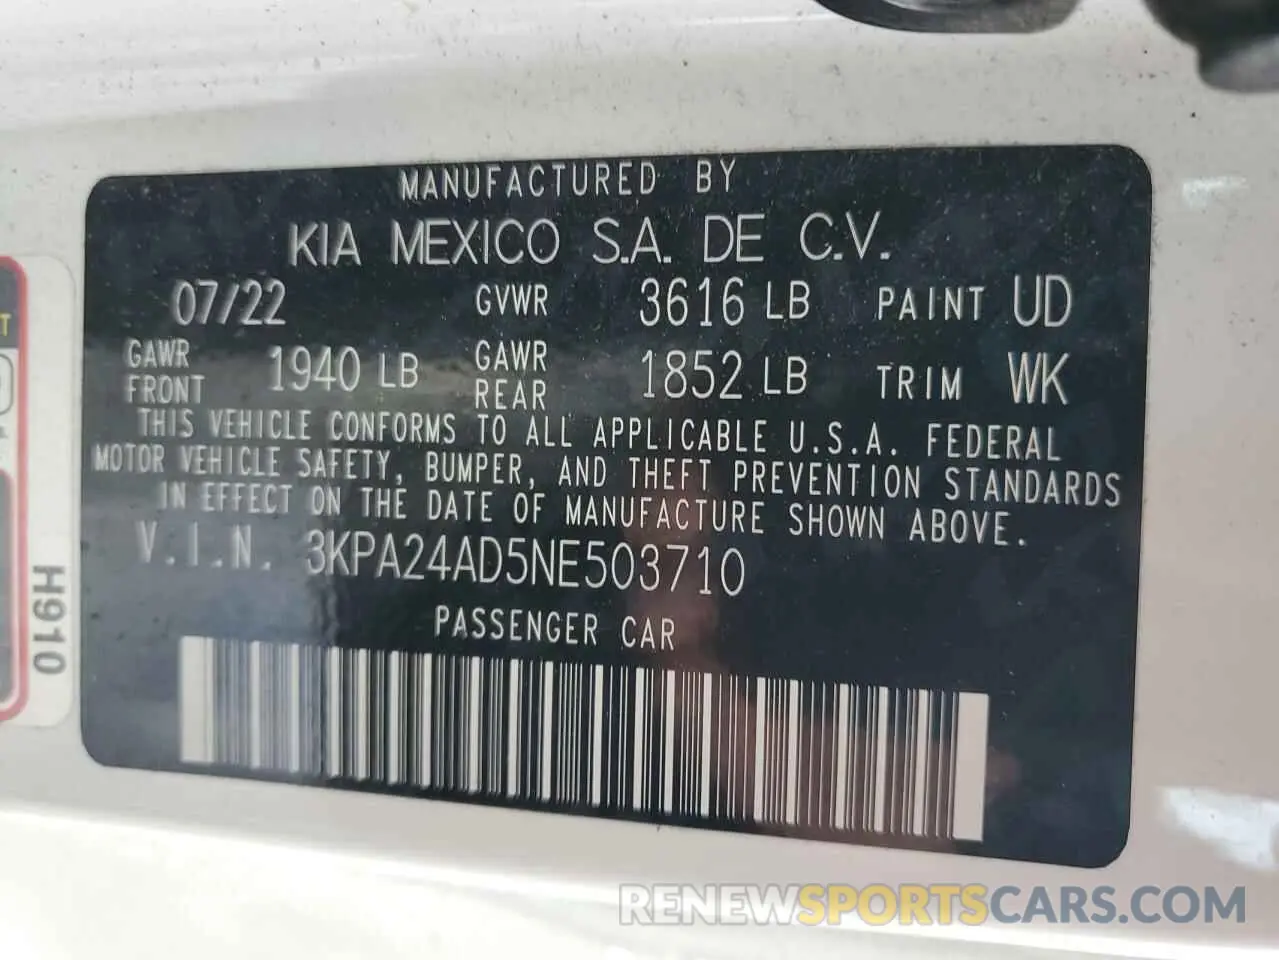 MANUFACTURED BY
KIA MEXICO S.A. DE C.V.
07/22 GVWR 3616 LB PAINT UD
GAWR FRONT 1940 LB GAWR REAR 1852 LB TRIM WK
THIS VEHICLE CONFORMS TO ALL APPLICABLE U.S.A. FEDERAL
MOTOR VEHICLE SAFETY, BUMPER, AND THEFT PREVENTION STANDARDS
IN EFFECT ON THE DATE OF MANUFACTURE SHOWN ABOVE.
V.I.N. 3KPA24AD5NE503710
PASSENGER CAR
H910
RENEWSPORTSCARS.COM